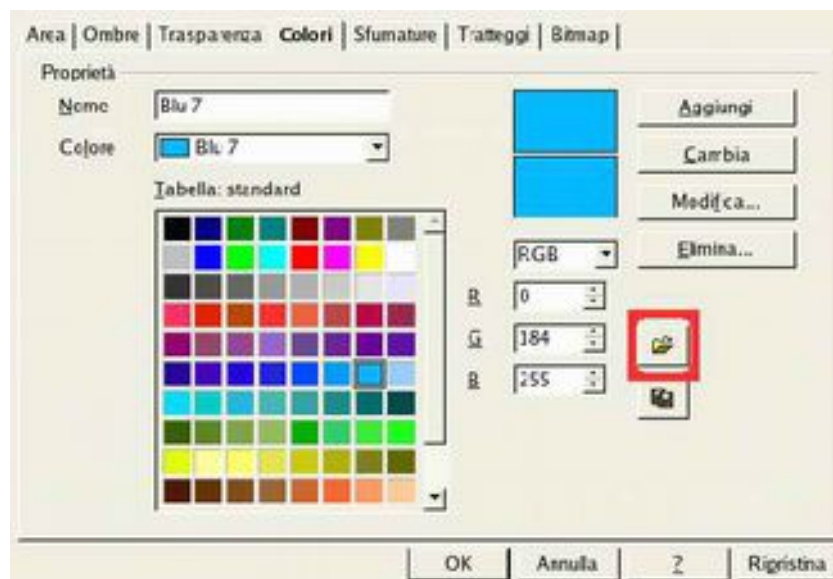 Area | Ombre | Trasparenza Colori | Sfumature | Tratteggi | Bitmap |
Proprietà
Nome Blu 7 Aggiungi
Colore Blu 7 Cambia
Tabella: standard Modifica...
RGB Elimina...
R 0
G 184
B 255
OK Annulla ? Ripristina